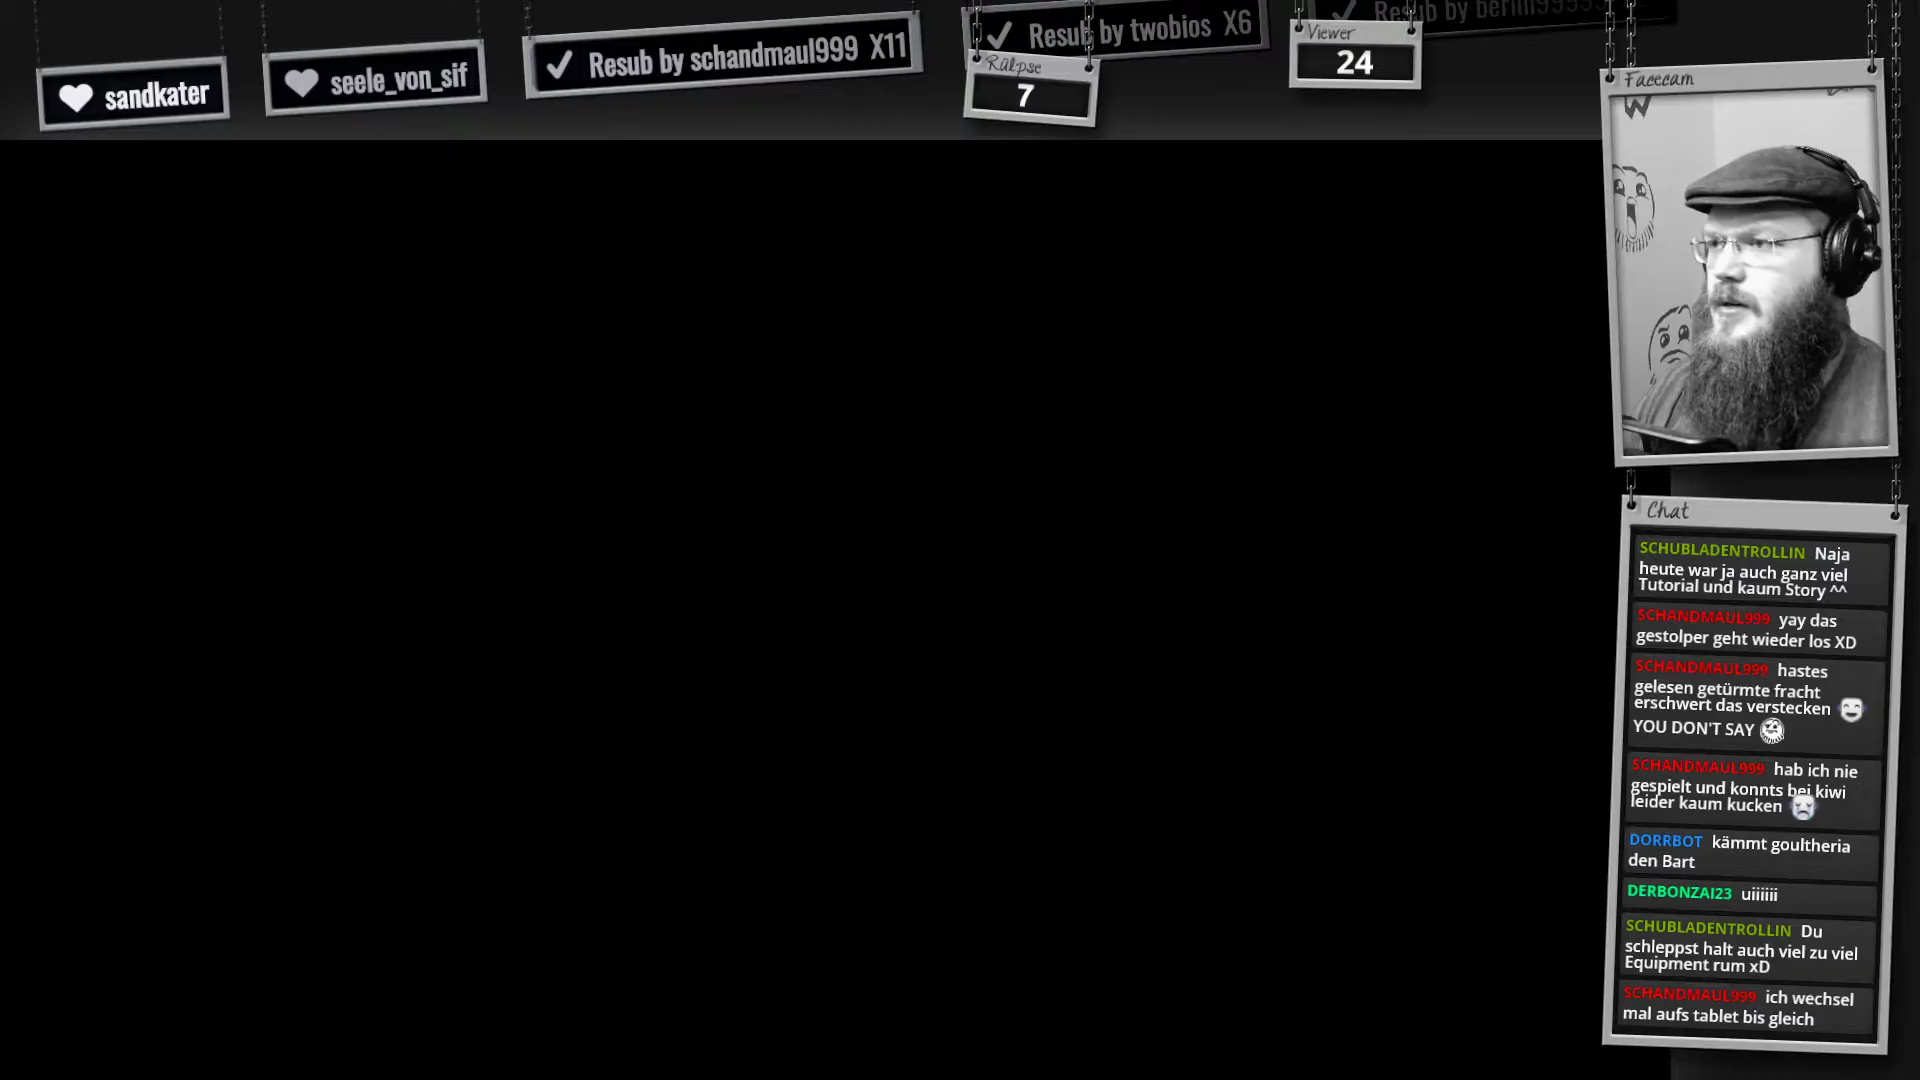 sandkater
seele_von_sif
Resub by schandmaul999 X11
Resub by twobios X6
Resub by
Rülpse
7
Viewer
24
Facecam
Chat
SCHUBLADENTROLLIN Naja
heute war ja auch ganz viel
Tutorial und kaum Story ^^
SCHANDMAUL999 yay das
gestolper geht wieder los XD
SCHANDMAUL999 hastes
gelesen getürmte fracht
erschwert das verstecken
YOU DON'T SAY
SCHANDMAUL999 hab ich nie
gespielt und konnts bei kiwi
leider kaum kucken
DORRBOT kämmt goultheria
den Bart
DERBONZAI23 uiiiiii
SCHUBLADENTROLLIN Du
schleppst halt auch viel zu viel
Equipment rum xD
SCHANDMAUL999 ich wechsel
mal aufs tablet bis gleich